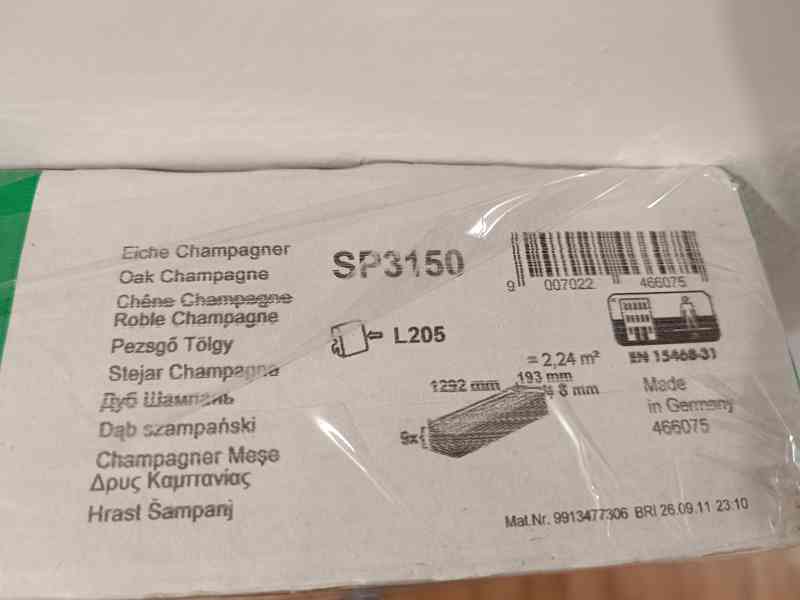 Eiche Champagner
Oak Champagne
Chêne Champagne
Roble Champagne
Pezsgő Tölgy
Stejar Champagne
Дуб Шампань
Dąb szampański
Champagner Meşe
Δρυς Καμπανίας
Hrast Šampanj
SP3150
L205
9 007022 466075
EN 15468-31
= 2,24 m²
1292 mm
193 mm
8 mm
9x
Made
in Germany
466075
Mat.Nr. 9913477306 BRI 26.09.11 23:10